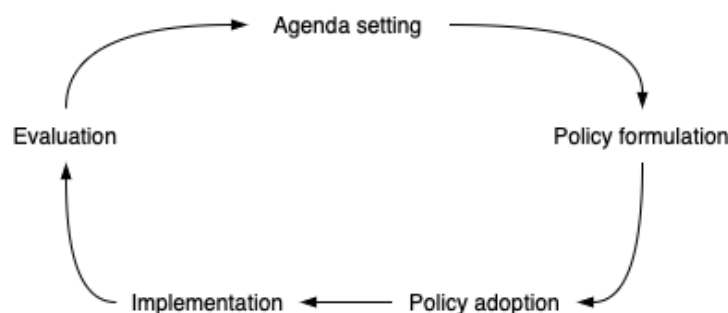 Agenda setting
Evaluation
Policy formulation
Implementation
Policy adoption